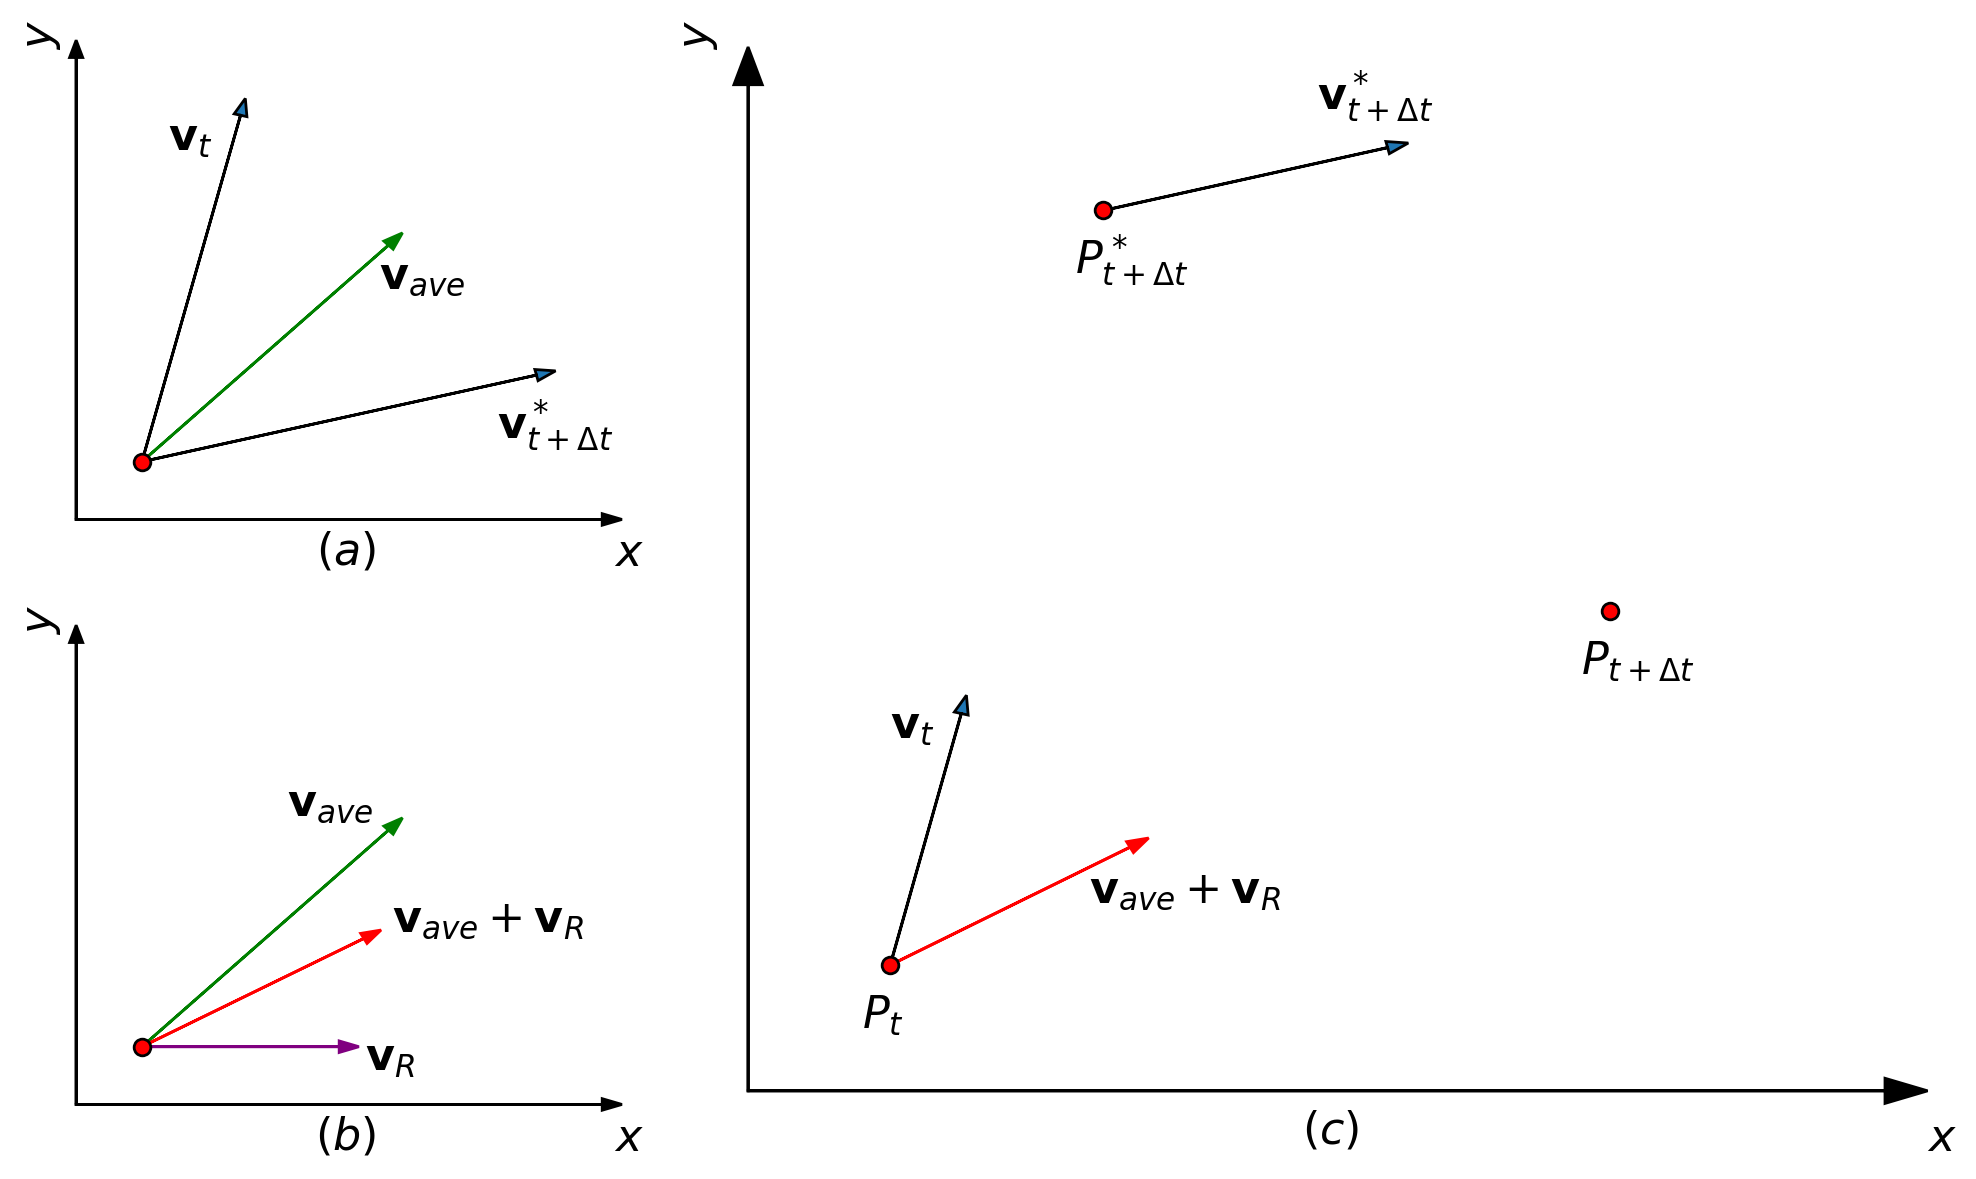 y
v_t
v_ave
v*_{t+Δt}
(a)
x
y
v_ave
v_ave + v_R
v_R
(b)
x
y
v*_{t+Δt}
P*_{t+Δt}
P_{t+Δt}
v_t
v_ave + v_R
P_t
(c)
x